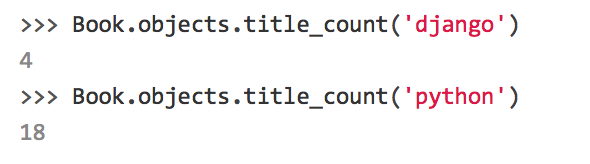 >>> Book.objects.title_count('django')
4
>>> Book.objects.title_count('python')
18